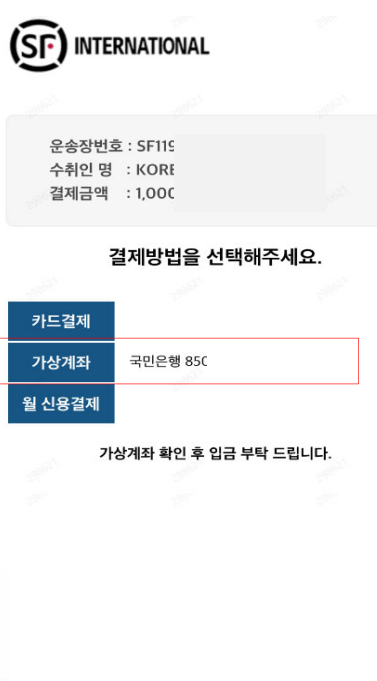 SF INTERNATIONAL
운송장번호 : SF119
수취인 명 : KORE
결제금액 : 1,000
결제방법을 선택해주세요.
카드결제
가상계좌 국민은행 850
월 신용결제
가상계좌 확인 후 입금 부탁 드립니다.